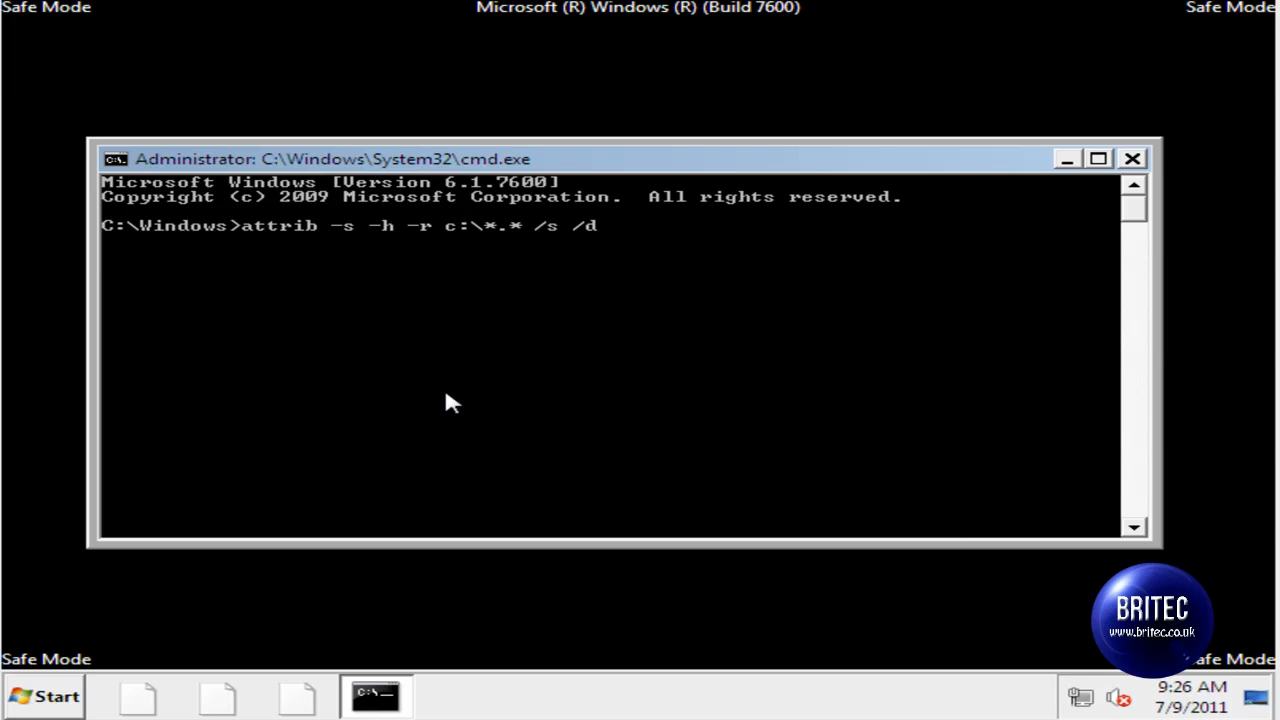 Safe Mode
Microsoft (R) Windows (R) (Build 7600)
Safe Mode
C:\.
Administrator: C:\Windows\System32\cmd.exe
Microsoft Windows [Version 6.1.7600]
Copyright (c) 2009 Microsoft Corporation.  All rights reserved.
C:\Windows>attrib -s -h -r c:\*.* /s /d
BRITEC
www.britec.co.uk
Safe Mode
afe Mode
Start
C:\_
9:26 AM
7/9/2011